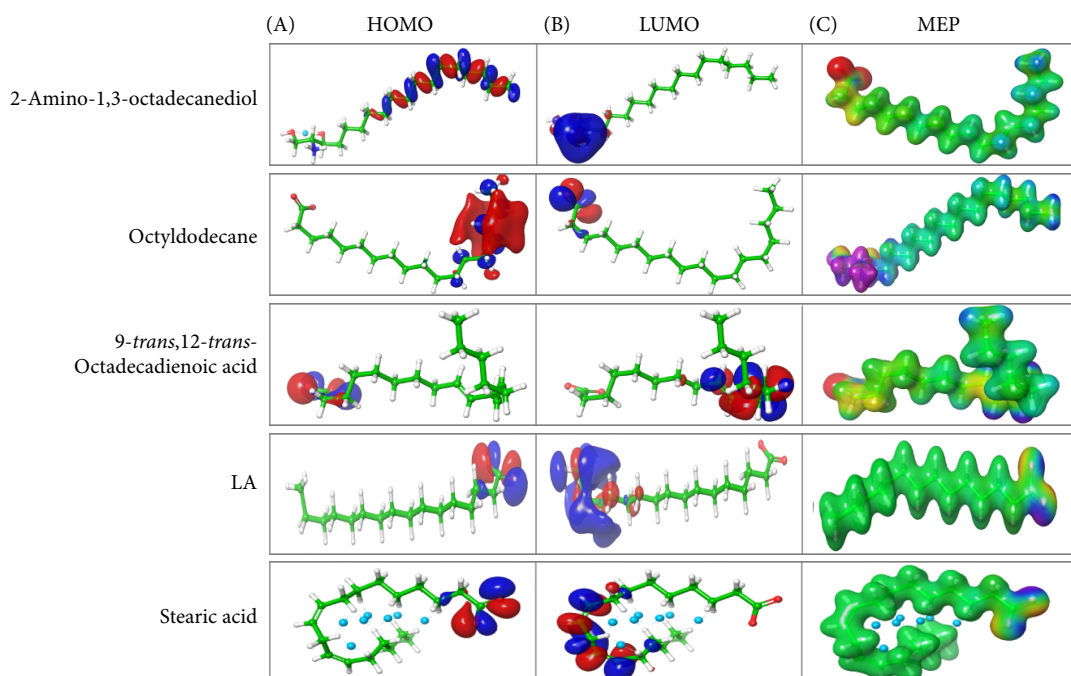 (A) HOMO (B) LUMO (C) MEP
2-Amino-1,3-octadecanediol
Octyldodecane
9-trans,12-trans-
Octadecadienoic acid
LA
Stearic acid